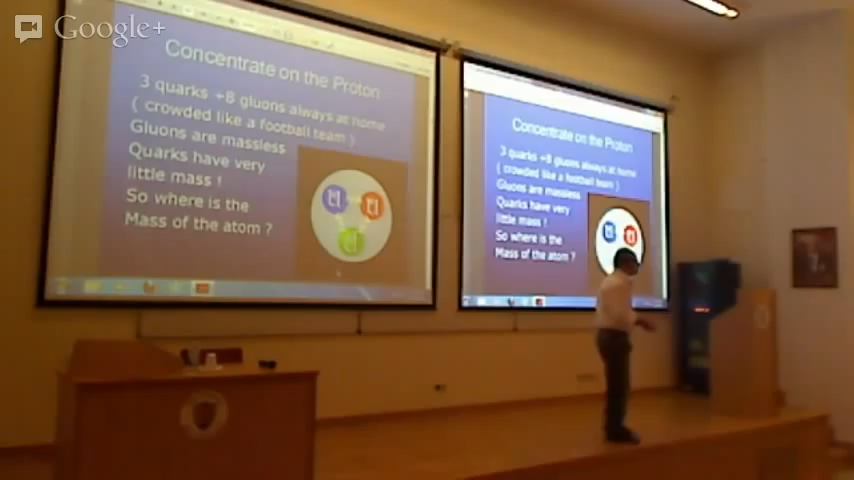 Google+
Concentrate on the Proton
3 quarks +8 gluons always at home
( crowded like a football team )
Gluons are massless
Quarks have very
little mass !
So where is the
Mass of the atom ?
Concentrate on the Proton
3 quarks +8 gluons always at home
( crowded like a football team )
Gluons are massless
Quarks have very
little mass !
So where is the
Mass of the atom ?